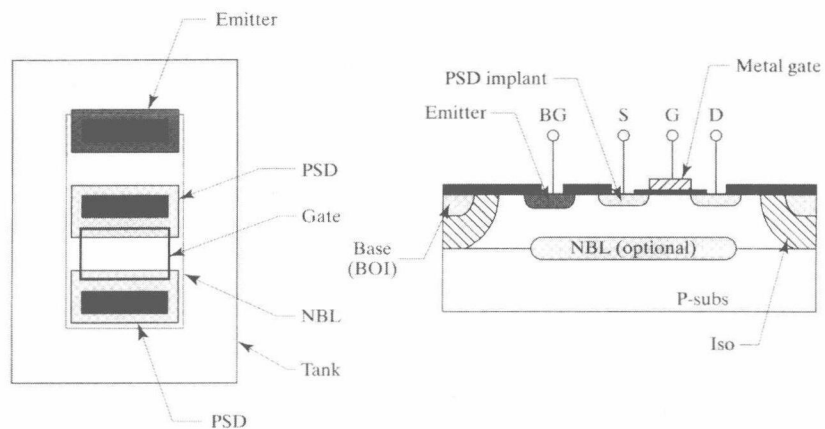 Emitter
PSD
Gate
NBL
Tank
PSD
Metal gate
PSD implant
Emitter
BG
S
G
D
Base
(BOI)
NBL (optional)
P-subs
Iso